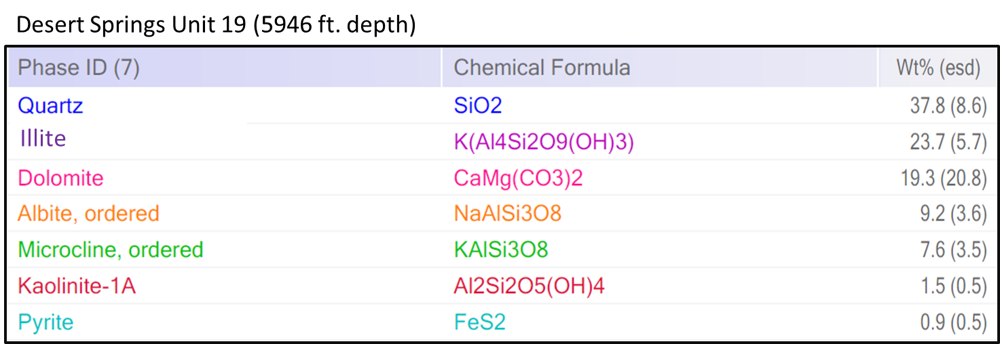 Desert Springs Unit 19 (5946 ft. depth)
Phase ID (7) Chemical Formula Wt% (esd)
Quartz SiO2 37.8 (8.6)
Illite K(Al4Si2O9(OH)3) 23.7 (5.7)
Dolomite CaMg(CO3)2 19.3 (20.8)
Albite, ordered NaAlSi3O8 9.2 (3.6)
Microcline, ordered KAlSi3O8 7.6 (3.5)
Kaolinite-1A Al2Si2O5(OH)4 1.5 (0.5)
Pyrite FeS2 0.9 (0.5)